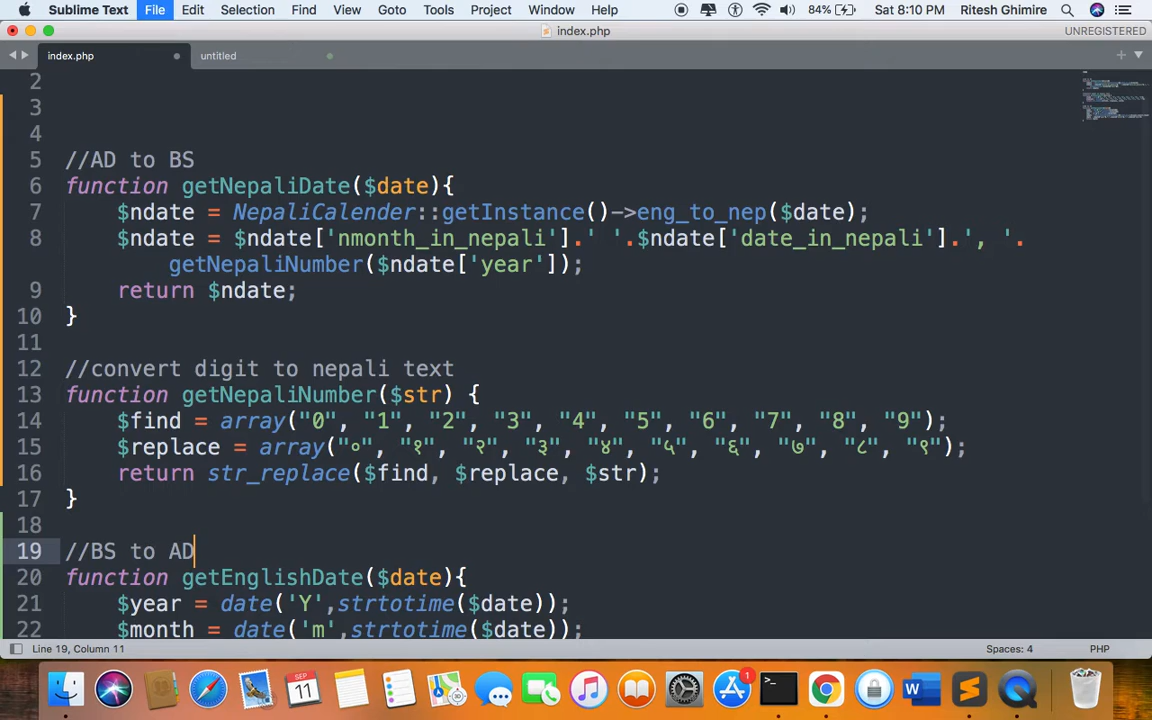 Sublime Text File Edit Selection Find View Goto Tools Project Window Help 84% Sat 8:10 PM Ritesh Ghimire
index.php
UNREGISTERED
index.php untitled
2
3
4
5 //AD to BS
6 function getNepaliDate($date){
7 $ndate = NepaliCalender::getInstance()->eng_to_nep($date);
8 $ndate = $ndate['nmonth_in_nepali'].' '.$ndate['date_in_nepali'].', '.
getNepaliNumber($ndate['year']);
9 return $ndate;
10 }
11
12 //convert digit to nepali text
13 function getNepaliNumber($str) {
14 $find = array("0", "1", "2", "3", "4", "5", "6", "7", "8", "9");
15 $replace = array("०", "१", "२", "३", "४", "५", "६", "७", "८", "९");
16 return str_replace($find, $replace, $str);
17 }
18
19 //BS to AD
20 function getEnglishDate($date){
21 $year = date('Y',strtotime($date));
22 $month = date('m',strtotime($date));
Line 19, Column 11 Spaces: 4 PHP
SEP
11
1